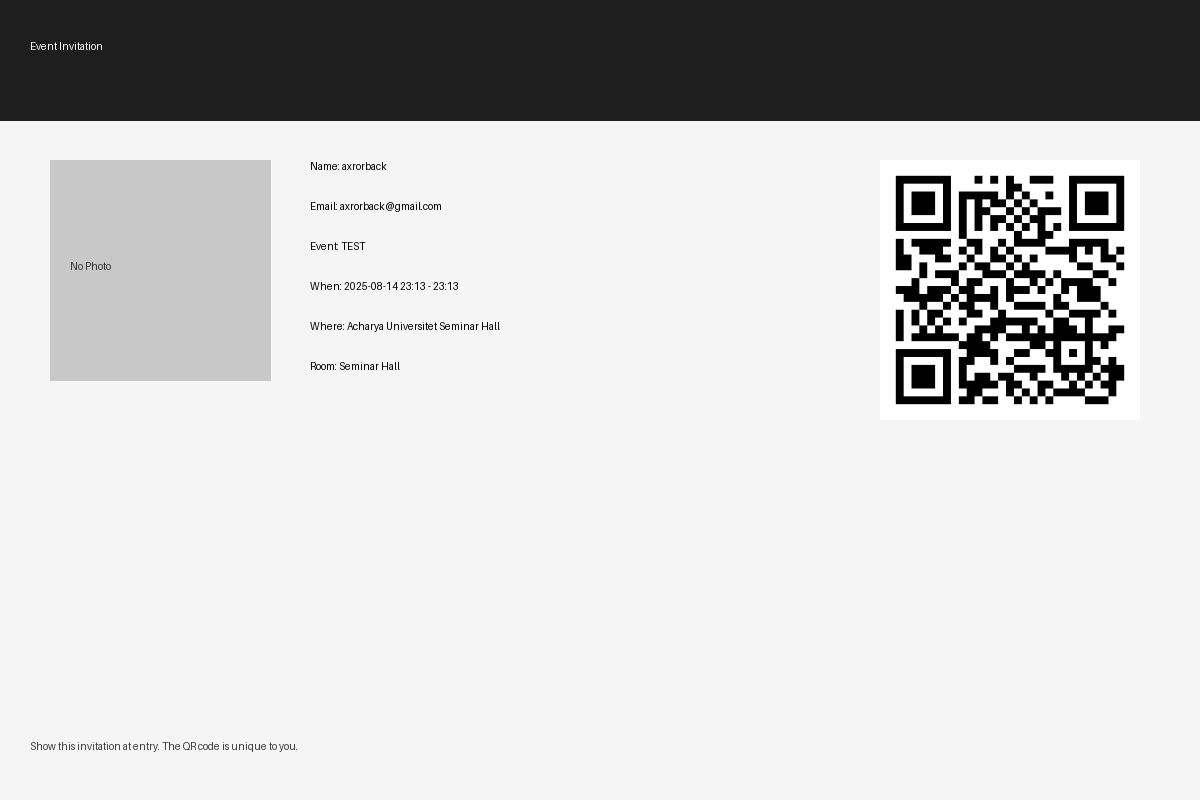 Event Invitation
No Photo
Name: axrorback
Email: axrorback@gmail.com
Event: TEST
When: 2025-08-14 23:13 - 23:13
Where: Acharya Universitet Seminar Hall
Room: Seminar Hall
Show this invitation at entry. The QR code is unique to you.